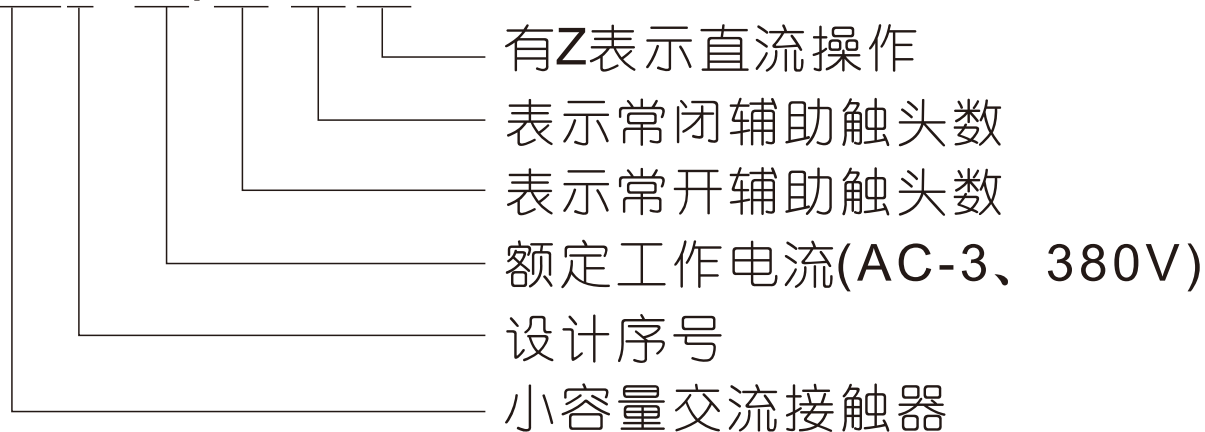 有Z表示直流操作
表示常闭辅助触头数
表示常开辅助触头数
额定工作电流(AC-3、380V)
设计序号
小容量交流接触器